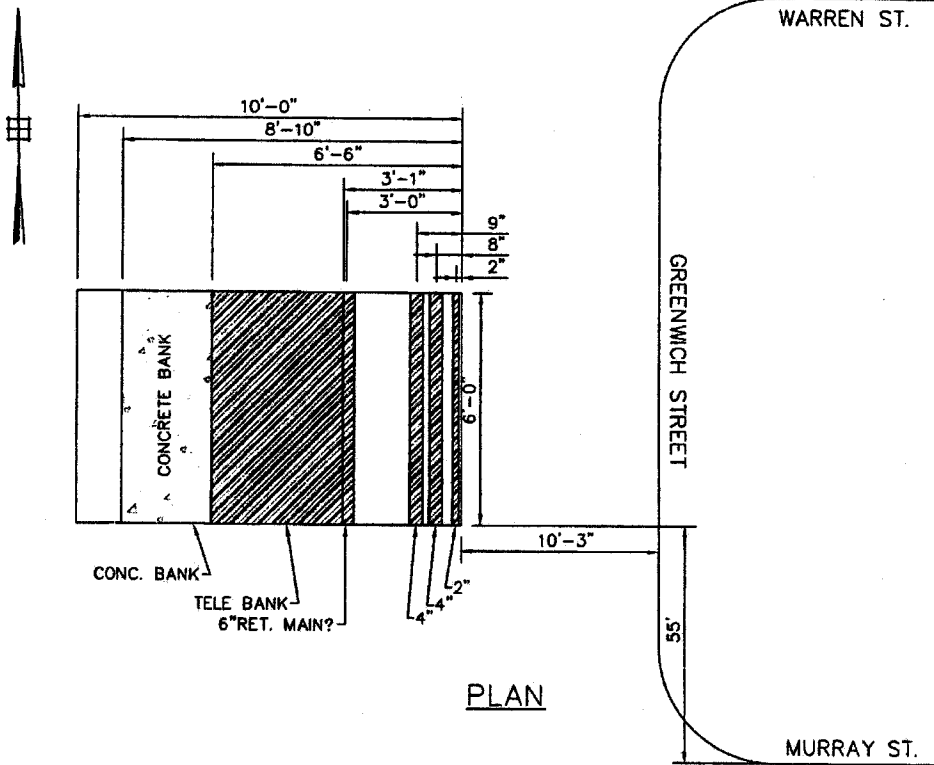 WARREN ST.
10'-0"
8'-10"
6'-6"
3'-1"
3'-0"
9"
8"
2"
GREENWICH STREET
CONCRETE BANK
6'-0"
10'-3"
CONC. BANK
TELE BANK
6"RET. MAIN?
2"
4"
4"
55'
PLAN
MURRAY ST.